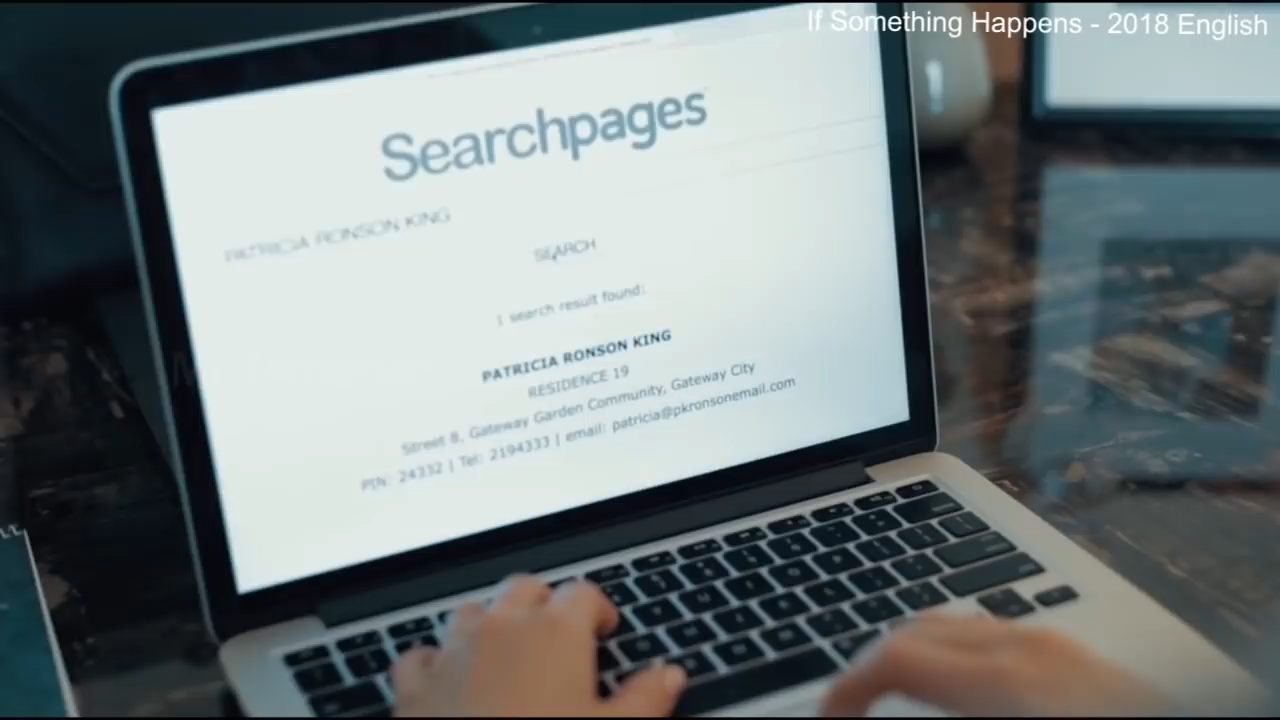 If Something Happens - 2018 English
Searchpages
PATRICIA RONSON KING
SEARCH
1 search result found:
PATRICIA RONSON KING
RESIDENCE 19
Street 8, Gateway Garden Community, Gateway City
PIN: 24332 | Tel: 2194333 | email: patricia@pkronsonemail.com